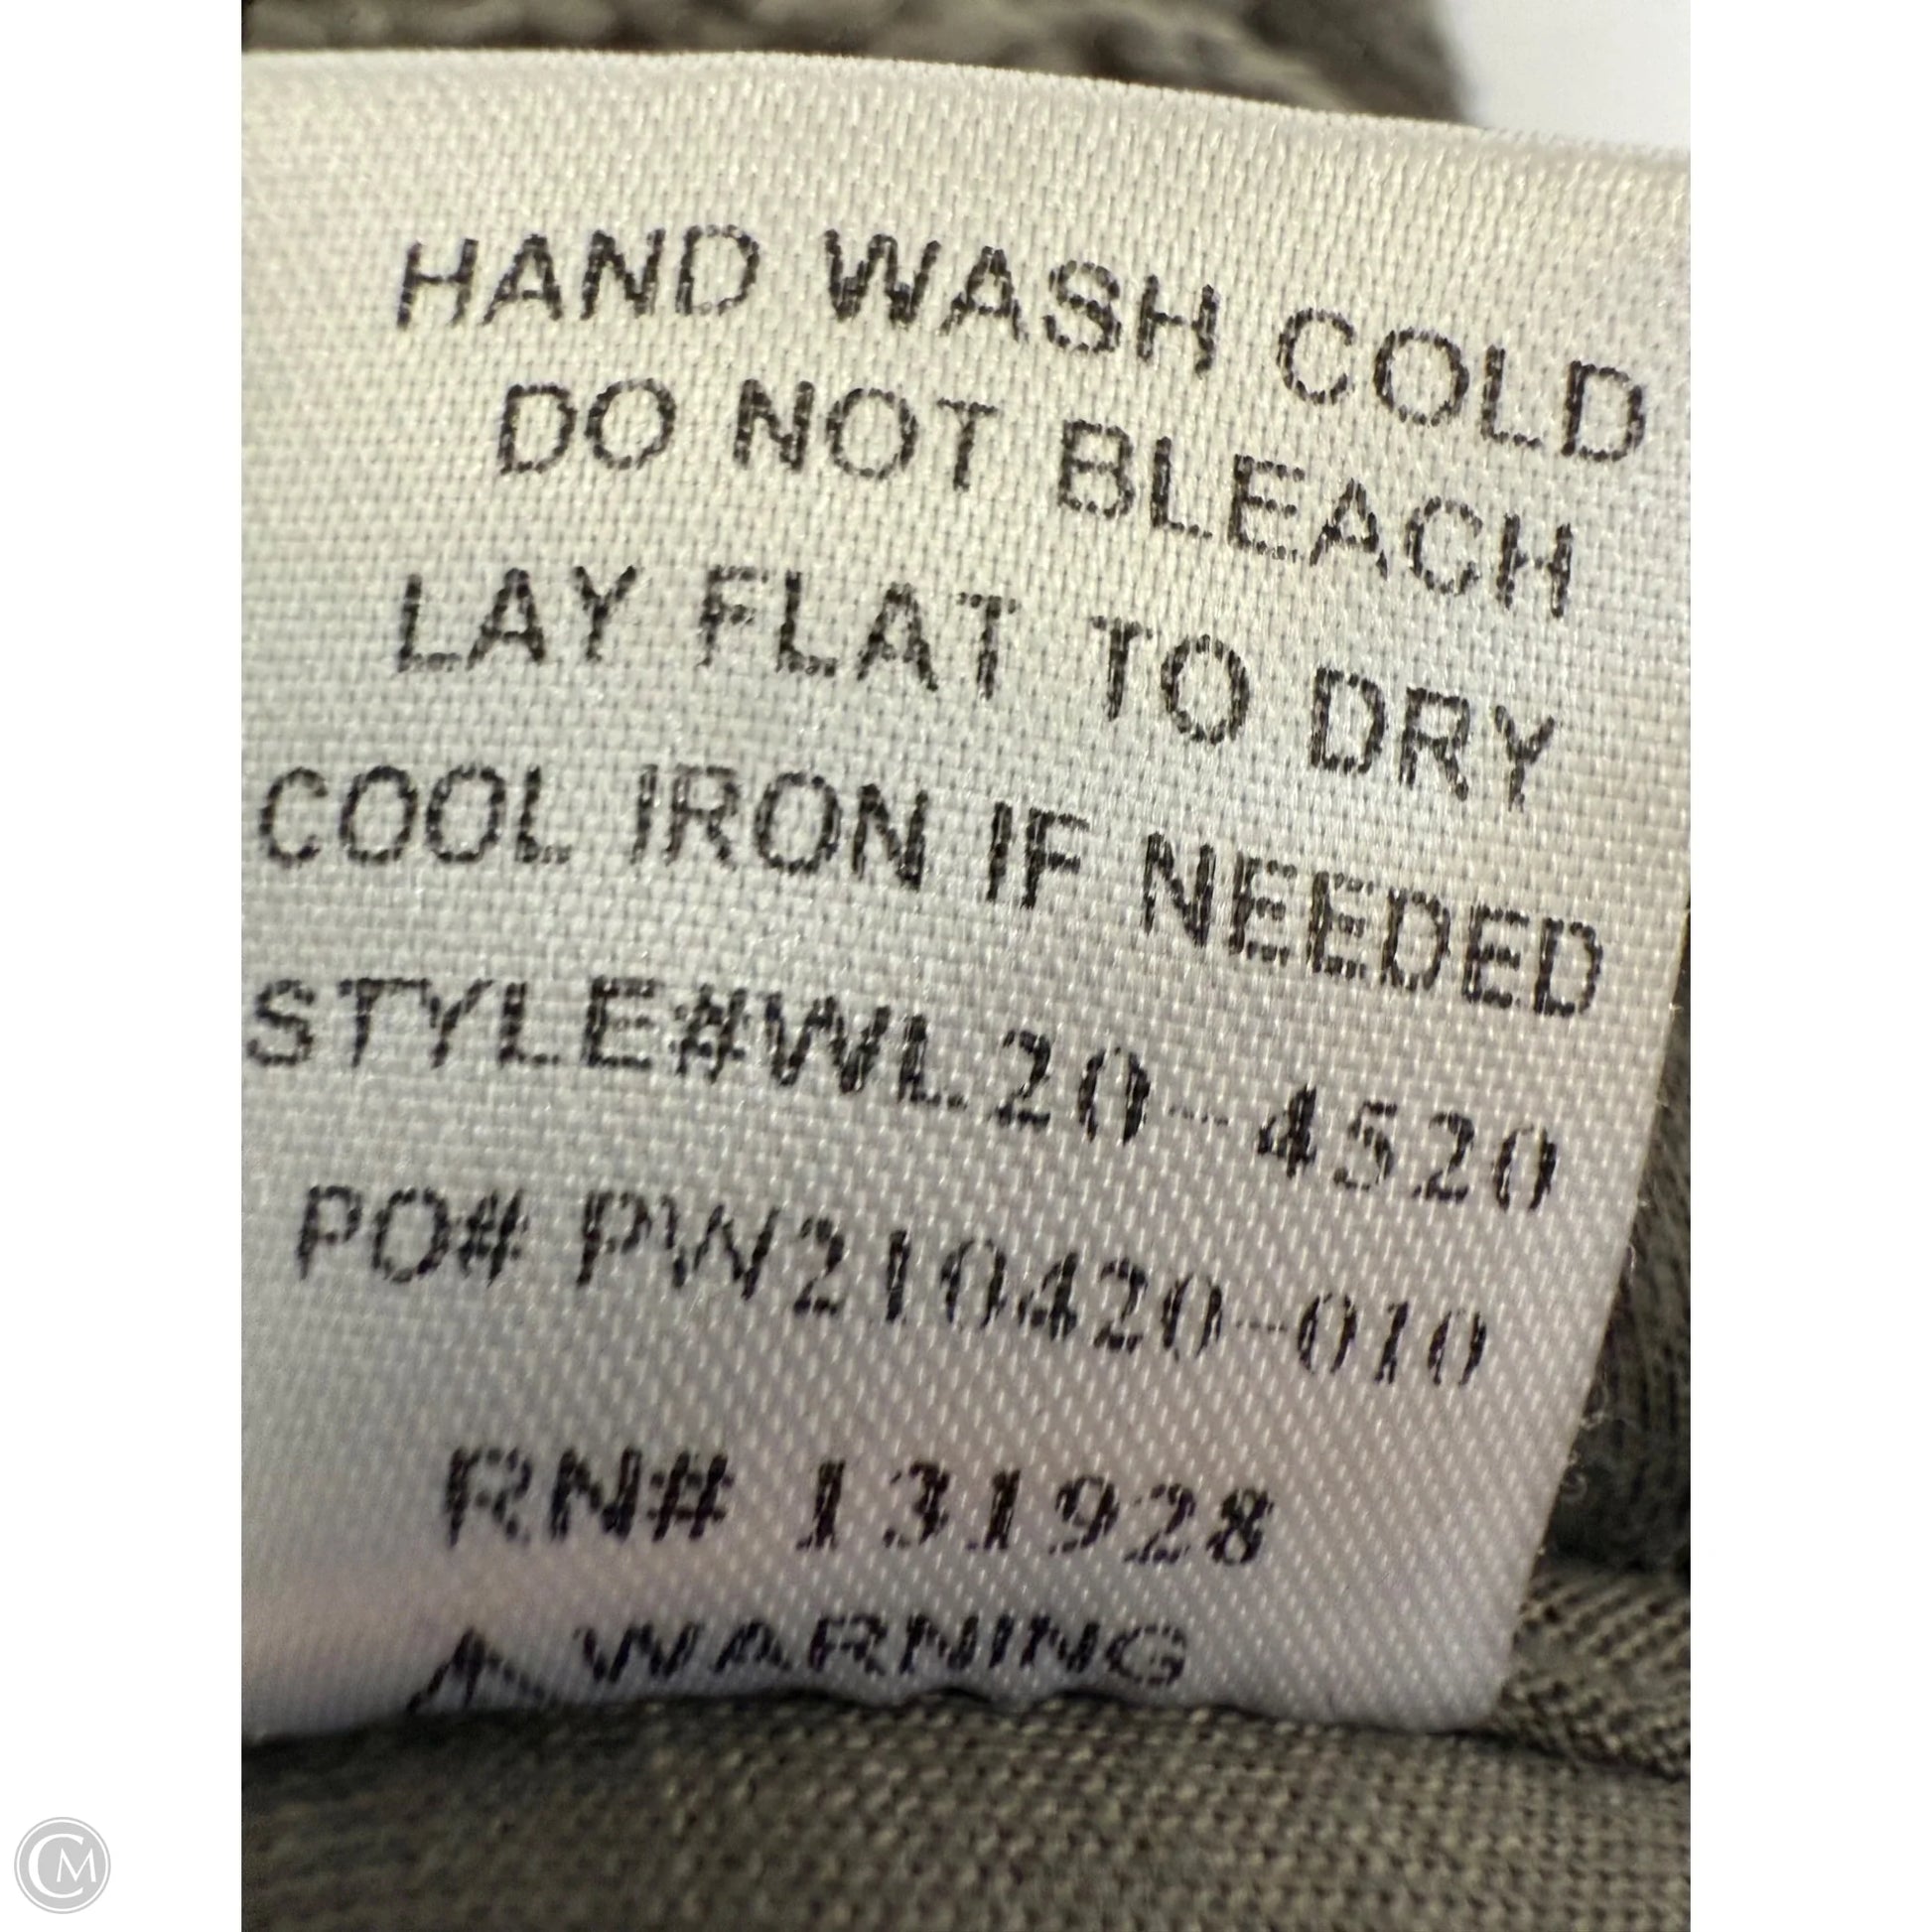 HAND WASH COLD
DO NOT BLEACH
LAY FLAT TO DRY
COOL IRON IF NEEDED
STYLE#WL20-4520
PO# PW210420-010
RN# 131928
⚠ WARNING
CM